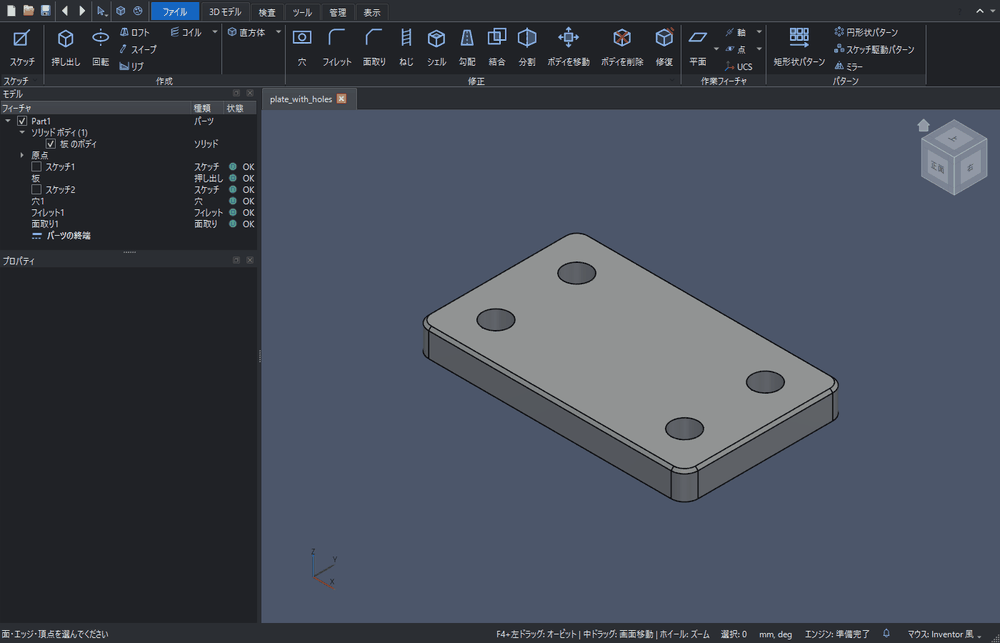 ファイル 3Dモデル 検査 ツール 管理 表示
スケッチ 押し出し 回転 ロフト スイープ リブ コイル 直方体
穴 フィレット 面取り ねじ シェル 勾配 結合 分割 ボディを移動 ボディを削除 修復
平面 軸 点 UCS
矩形状パターン 円形状パターン スケッチ駆動パターン ミラー
スケッチ 作成 修正 作業フィーチャ パターン
モデル
フィーチャ 種類 状態
Part1 パーツ
ソリッド ボディ (1)
板 のボディ ソリッド
原点
スケッチ1 スケッチ OK
板 押し出し OK
スケッチ2 スケッチ OK
穴1 穴 OK
フィレット1 フィレット OK
面取り1 面取り OK
パーツの終端
プロパティ
plate_with_holes
上
正面
右
Z
Y
X
面・エッジ・頂点を選んでください
F4+左ドラッグ: オービット | 中ドラッグ: 画面移動 | ホイール: ズーム 選択: 0 mm, deg エンジン: 準備完了 マウス: Inventor 風